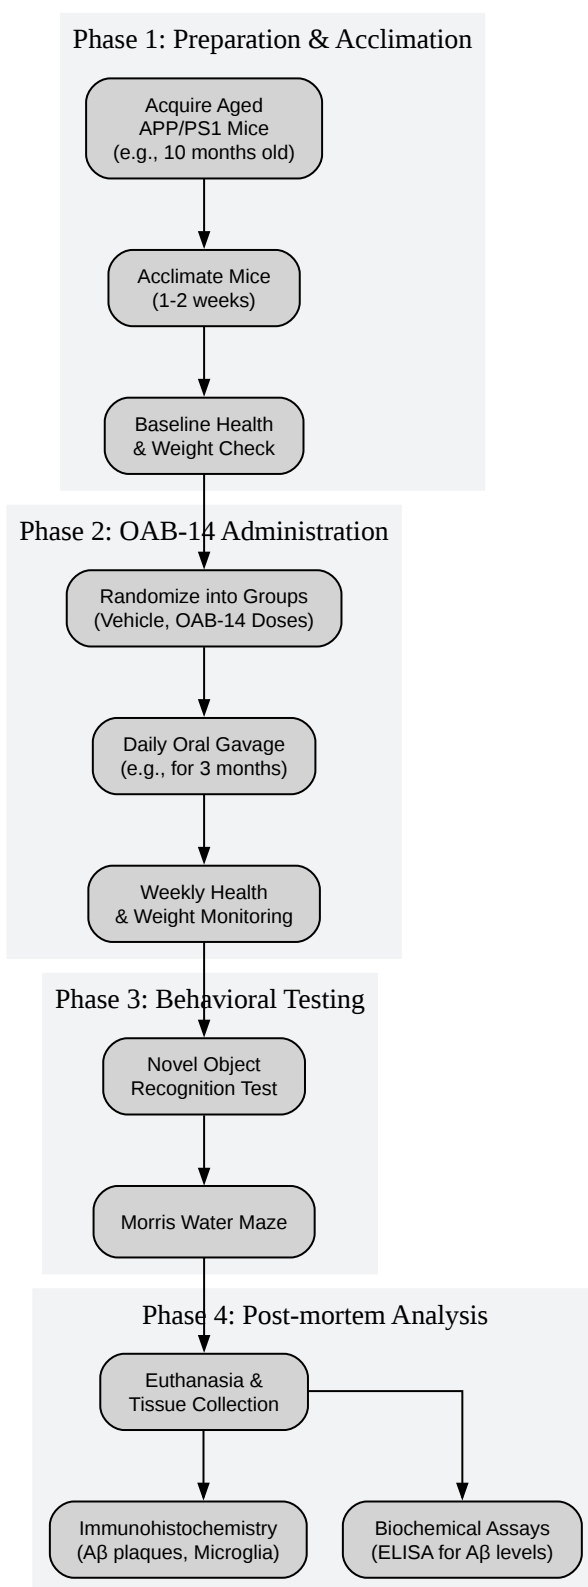 Phase 1: Preparation & Acclimation
Acquire Aged
APP/PS1 Mice
(e.g., 10 months old)
Acclimate Mice
(1-2 weeks)
Baseline Health
& Weight Check
Phase 2: OAB-14 Administration
Randomize into Groups
(Vehicle, OAB-14 Doses)
Daily Oral Gavage
(e.g., for 3 months)
Weekly Health
& Weight Monitoring
Phase 3: Behavioral Testing
Novel Object
Recognition Test
Morris Water Maze
Phase 4: Post-mortem Analysis
Euthanasia &
Tissue Collection
Immunohistochemistry
(Aβ plaques, Microglia)
Biochemical Assays
(ELISA for Aβ levels)